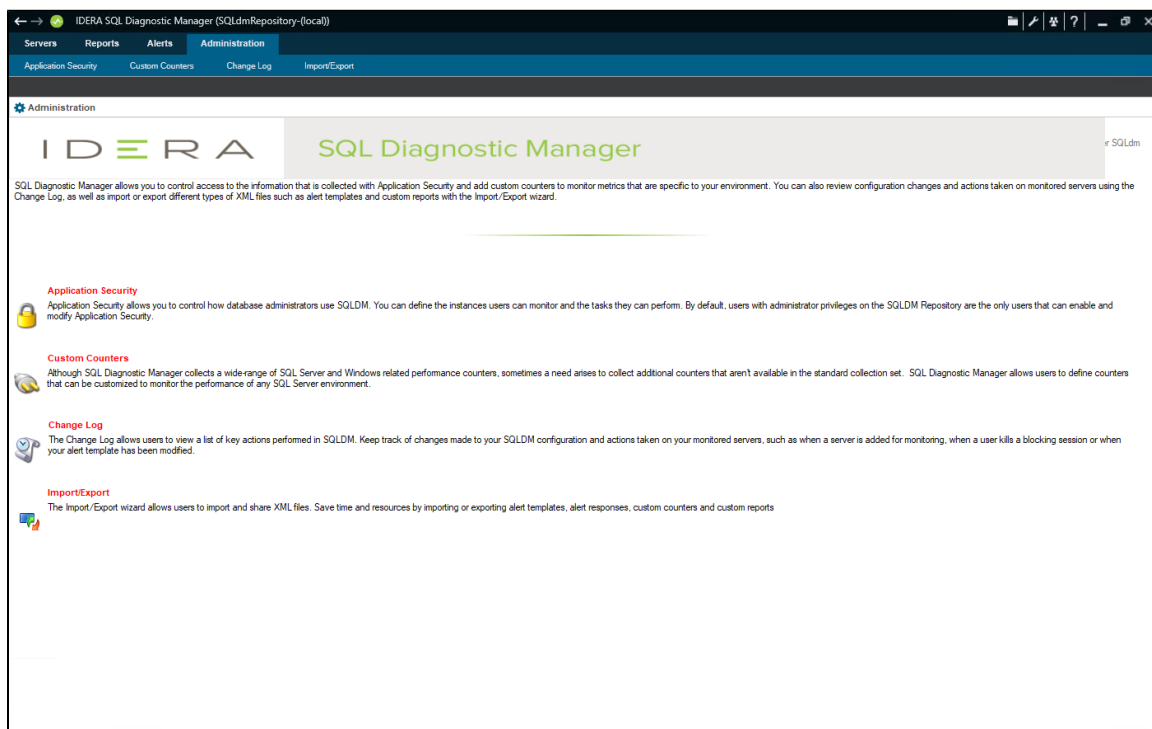 IDERA SQL Diagnostic Manager (SQLdmRepository-(local))
Servers Reports Alerts Administration
Application Security Custom Counters Change Log Import/Export
Administration
IDERA SQL Diagnostic Manager
SQLdm
SQL Diagnostic Manager allows you to control access to the information that is collected with Application Security and add custom counters to monitor metrics that are specific to your environment. You can also review configuration changes and actions taken on monitored servers using the
Change Log, as well as import or export different types of XML files such as alert templates and custom reports with the Import/Export wizard.
Application Security
Application Security allows you to control how database administrators use SQLDM. You can define the instances users can monitor and the tasks they can perform. By default, users with administrator privileges on the SQLDM Repository are the only users that can enable and
modify Application Security.
Custom Counters
Although SQL Diagnostic Manager collects a wide-range of SQL Server and Windows related performance counters, sometimes a need arises to collect additional counters that aren't available in the standard collection set. SQL Diagnostic Manager allows users to define counters
that can be customized to monitor the performance of any SQL Server environment.
Change Log
The Change Log allows users to view a list of key actions performed in SQLDM. Keep track of changes made to your SQLDM configuration and actions taken on your monitored servers, such as when a server is added for monitoring, when a user kills a blocking session or when
your alert template has been modified.
Import/Export
The Import/Export wizard allows users to import and share XML files. Save time and resources by importing or exporting alert templates, alert responses, custom counters and custom reports